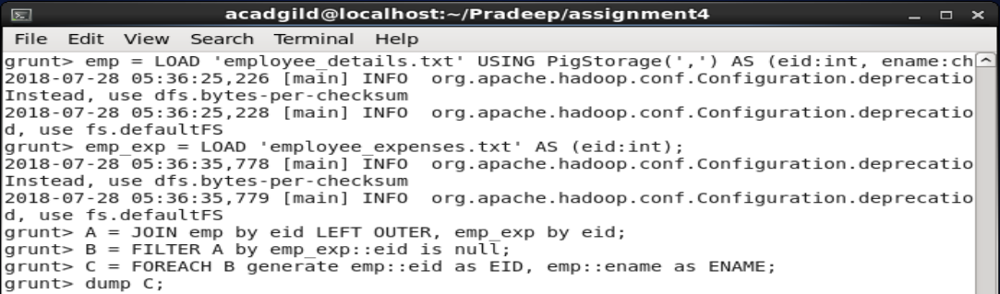 acadgild@localhost:~/Pradeep/assignment4
File Edit View Search Terminal Help
grunt> emp = LOAD 'employee_details.txt' USING PigStorage(',') AS (eid:int, ename:ch
2018-07-28 05:36:25,226 [main] INFO  org.apache.hadoop.conf.Configuration.deprecatio
Instead, use dfs.bytes-per-checksum
2018-07-28 05:36:25,228 [main] INFO  org.apache.hadoop.conf.Configuration.deprecatio
d, use fs.defaultFS
grunt> emp_exp = LOAD 'employee_expenses.txt' AS (eid:int);
2018-07-28 05:36:35,778 [main] INFO  org.apache.hadoop.conf.Configuration.deprecatio
Instead, use dfs.bytes-per-checksum
2018-07-28 05:36:35,779 [main] INFO  org.apache.hadoop.conf.Configuration.deprecatio
d, use fs.defaultFS
grunt> A = JOIN emp by eid LEFT OUTER, emp_exp by eid;
grunt> B = FILTER A by emp_exp::eid is null;
grunt> C = FOREACH B generate emp::eid as EID, emp::ename as ENAME;
grunt> dump C;